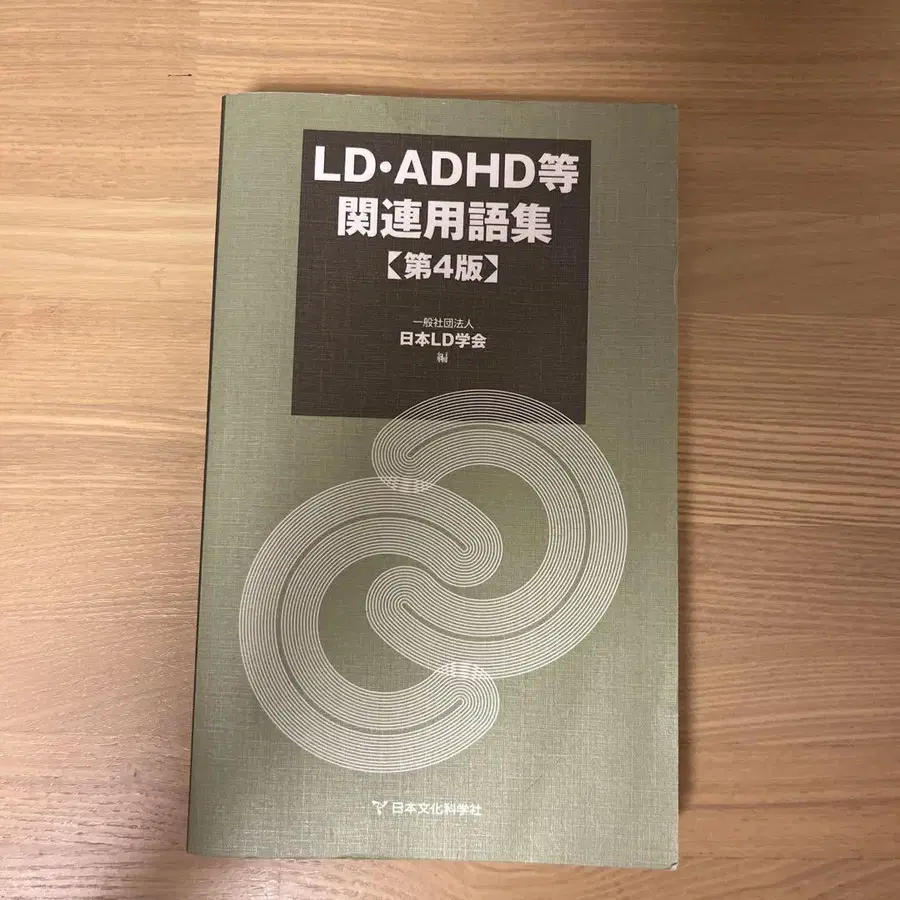 LD・ADHD等
関連用語集
【第4版】
一般社団法人
日本LD学会
編
日本文化科学社